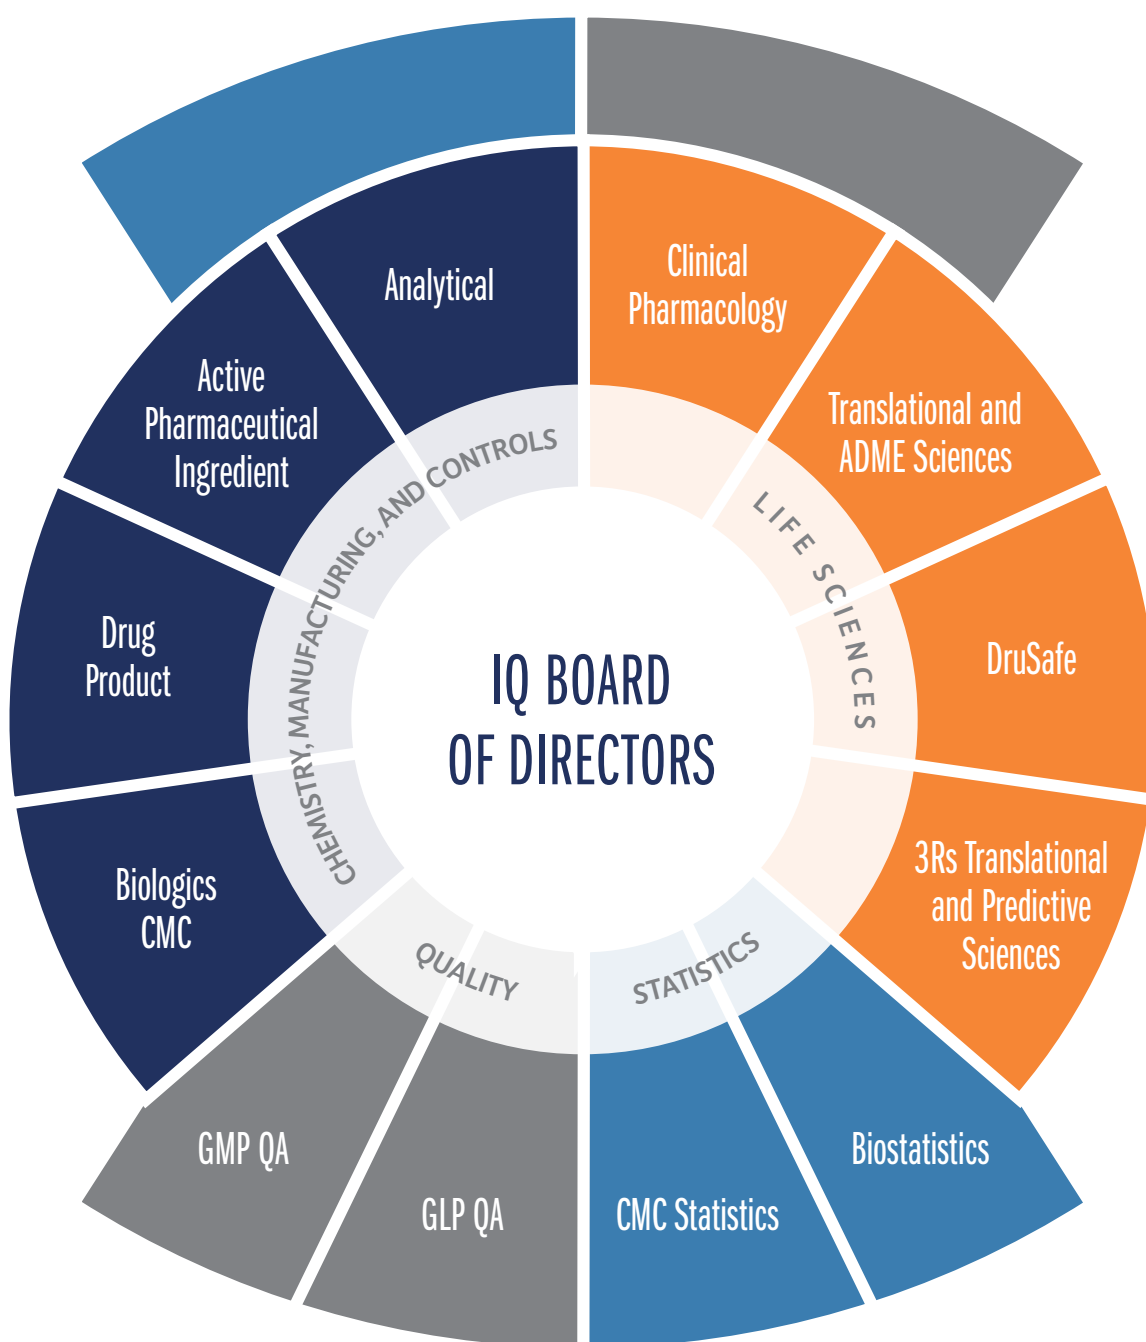 Analytical
Clinical
Pharmacology
Active
Pharmaceutical
Ingredient
Translational and
ADME Sciences
CHEMISTRY, MANUFACTURING, AND CONTROLS
LIFE SCIENCES
Drug
Product
IQ BOARD
OF DIRECTORS
DruSafe
Biologics
CMC
3Rs Translational
and Predictive
Sciences
QUALITY
STATISTICS
GMP QA
GLP QA
CMC Statistics
Biostatistics